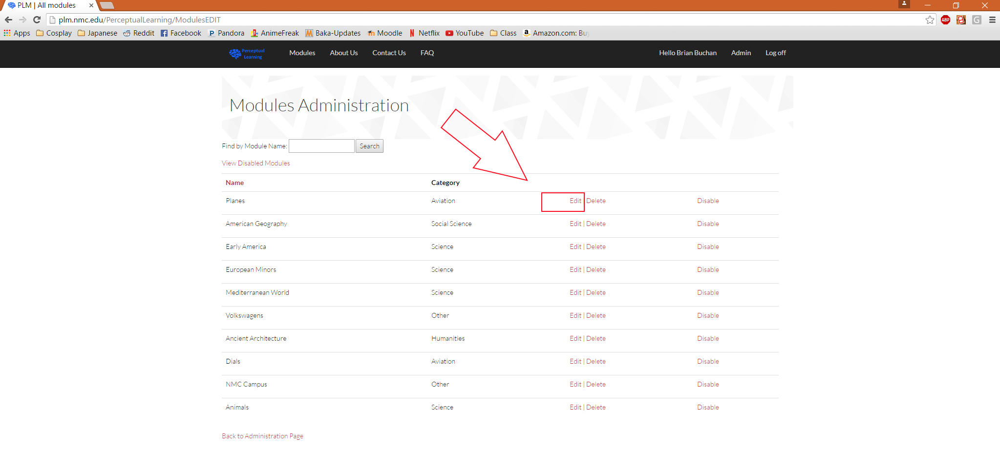 PLM | All modules
plm.nmc.edu/PerceptualLearning/ModulesEDIT
ABP G
Apps Cosplay Japanese Reddit Facebook Pandora AnimeFreak Baka-Updates Moodle Netflix YouTube Class Amazon.com: Buy
Perceptual Learning Modules About Us Contact Us FAQ Hello Brian Buchan Admin Log off
Modules Administration
Find by Module Name: Search
View Disabled Modules
Name Category
Planes Aviation Edit Delete Disable
American Geography Social Science Edit | Delete Disable
Early America Science Edit | Delete Disable
European Minors Science Edit | Delete Disable
Mediterranean World Science Edit | Delete Disable
Volkswagens Other Edit | Delete Disable
Ancient Architecture Humanities Edit | Delete Disable
Dials Aviation Edit | Delete Disable
NMC Campus Other Edit | Delete Disable
Animals Science Edit | Delete Disable
Back to Administration Page